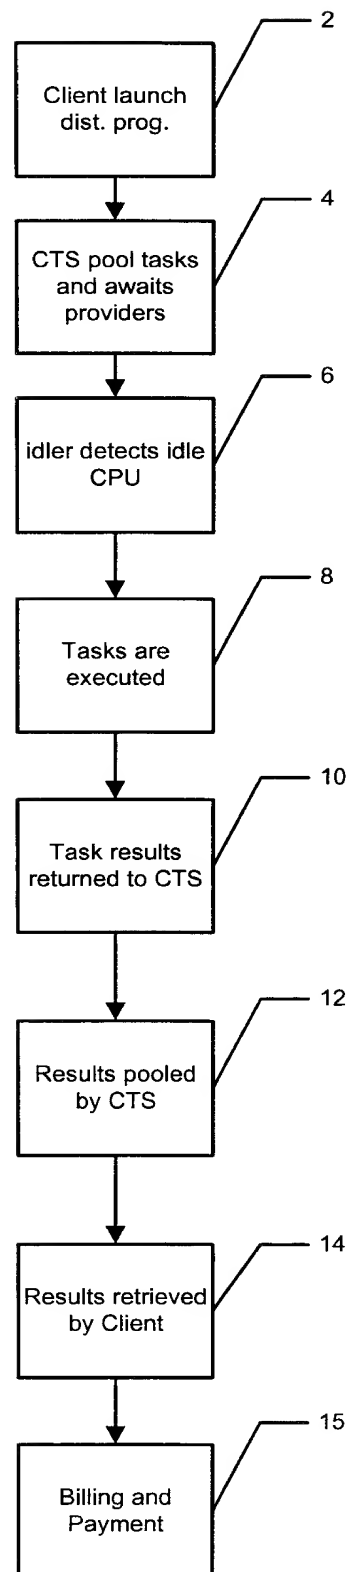 2
Client launch
dist. prog.
4
CTS pool tasks
and awaits
providers
6
idler detects idle
CPU
8
Tasks are
executed
10
Task results
returned to CTS
12
Results pooled
by CTS
14
Results retrieved
by Client
15
Billing and
Payment